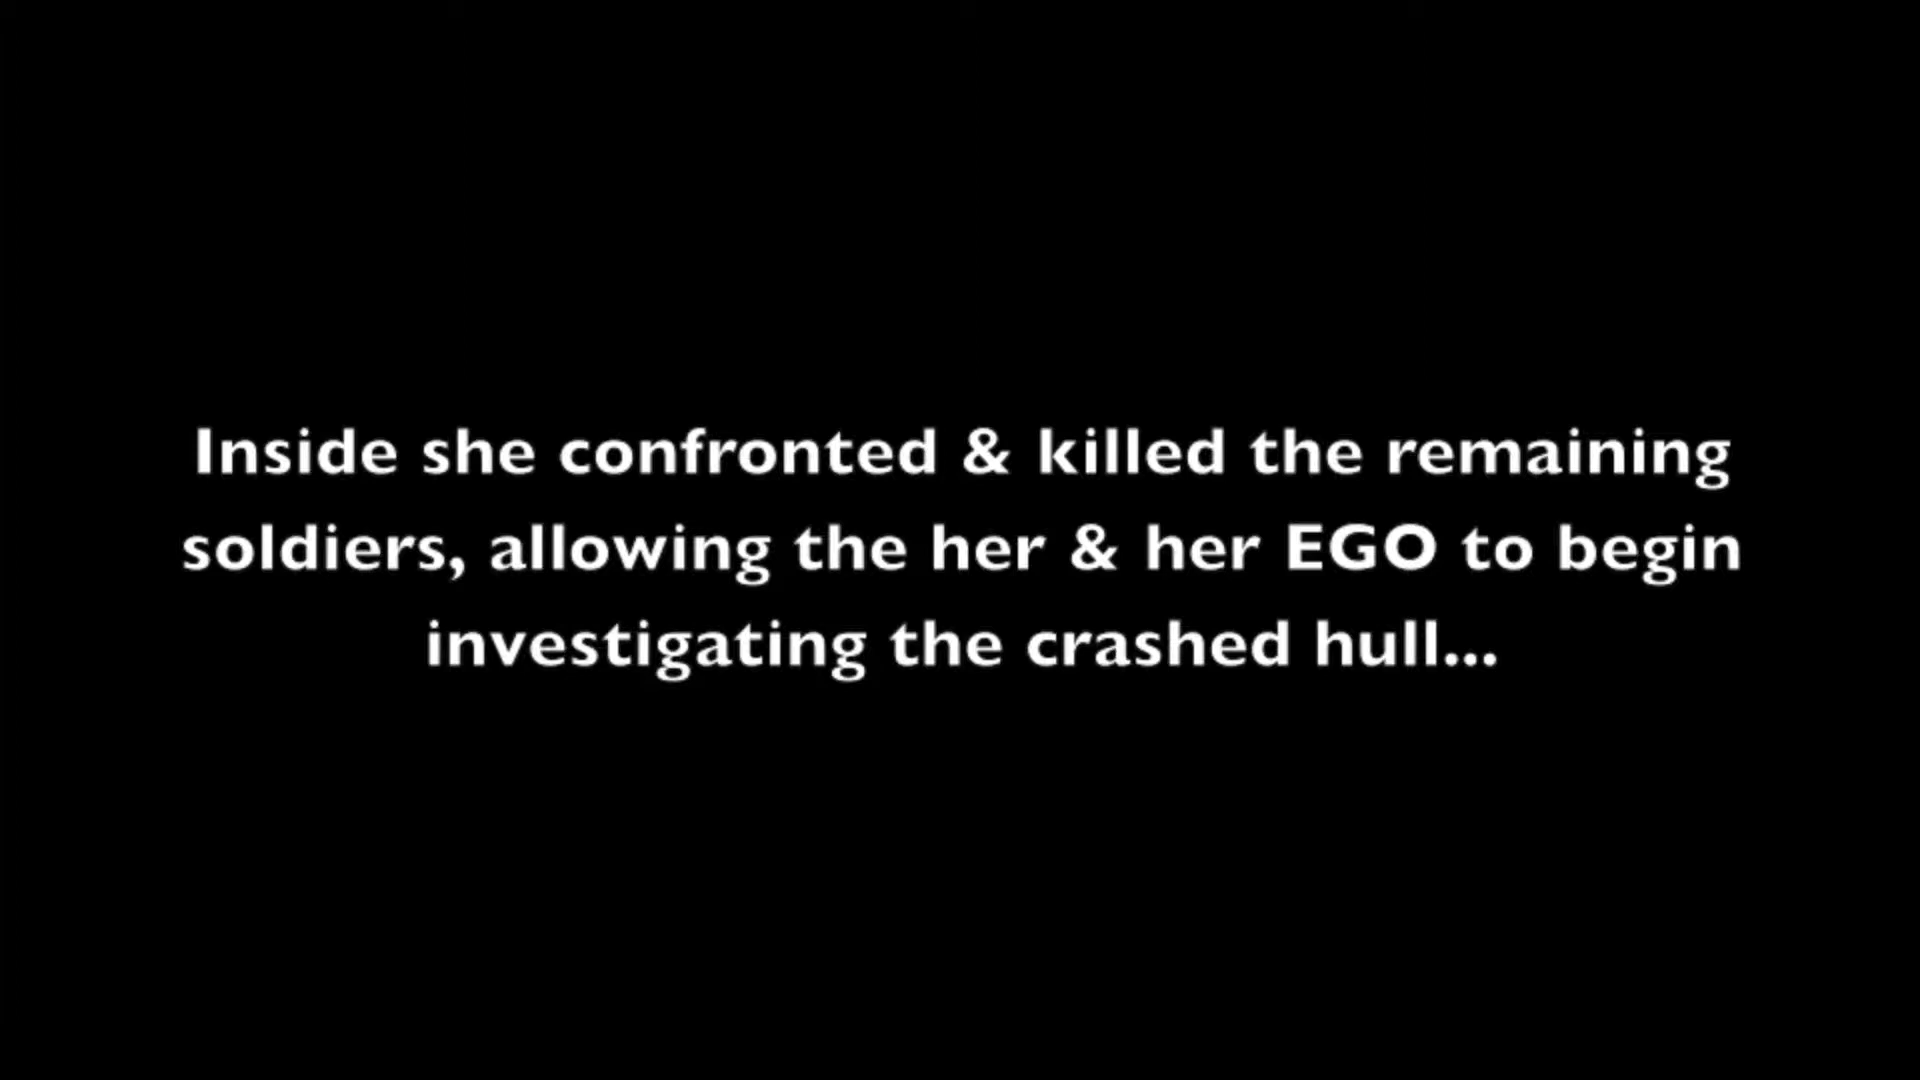 Inside she confronted & killed the remaining
soldiers, allowing the her & her EGO to begin
investigating the crashed hull...